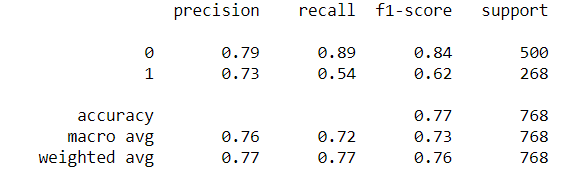 precision recall f1-score support
0 0.79 0.89 0.84 500
1 0.73 0.54 0.62 268
accuracy 0.77 768
macro avg 0.76 0.72 0.73 768
weighted avg 0.77 0.77 0.76 768